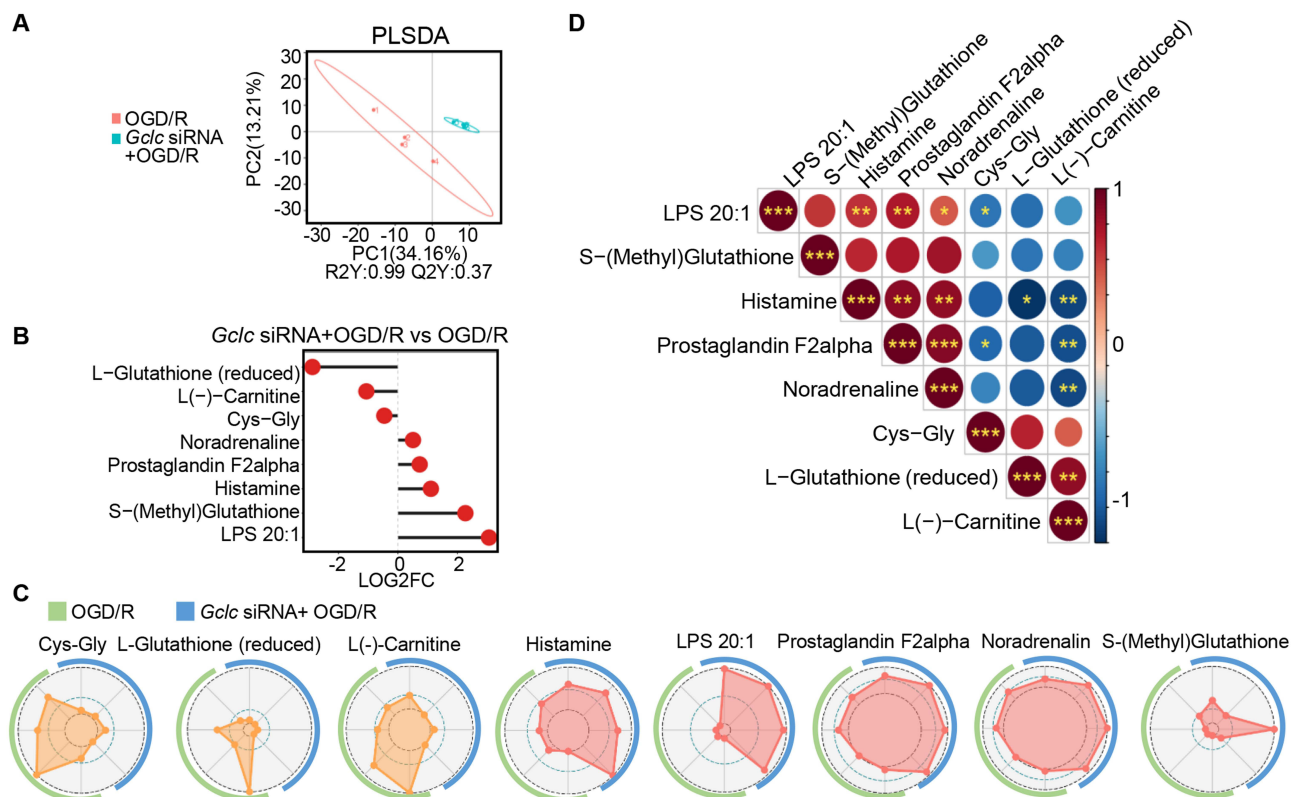 A
PLSDA
OGD/R
Gclc siRNA
+OGD/R
PC2(13.21%)
30
20
10
0
-10
-20
-30
-30 -20 -10 0 10
PC1(34.16%)
R2Y:0.99 Q2Y:0.37
B
Gclc siRNA+OGD/R vs OGD/R
L−Glutathione (reduced)
L(−)−Carnitine
Cys−Gly
Noradrenaline
Prostaglandin F2alpha
Histamine
S−(Methyl)Glutathione
LPS 20:1
-2 0 2
LOG2FC
D
LPS 20:1
S−(Methyl)Glutathione
Histamine
Prostaglandin F2alpha
Noradrenaline
Cys−Gly
L−Glutathione (reduced)
L(−)−Carnitine
LPS 20:1 *** ** ** * *
S−(Methyl)Glutathione ***
Histamine *** ** ** * **
Prostaglandin F2alpha *** *** * **
Noradrenaline *** **
Cys−Gly ***
L−Glutathione (reduced) *** **
L(−)−Carnitine ***
1
0
-1
C
OGD/R
Gclc siRNA+ OGD/R
Cys-Gly
L-Glutathione (reduced)
L(-)-Carnitine
Histamine
LPS 20:1
Prostaglandin F2alpha
Noradrenalin
S-(Methyl)Glutathione